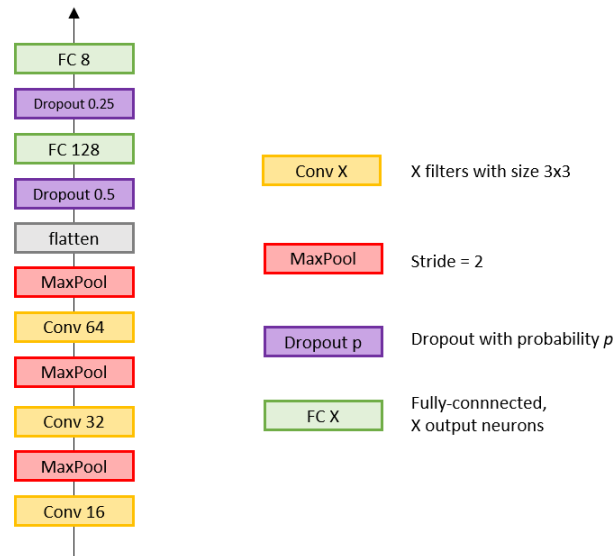 FC 8
Dropout 0.25
FC 128
Dropout 0.5
flatten
MaxPool
Conv 64
MaxPool
Conv 32
MaxPool
Conv 16
Conv X
X filters with size 3x3
MaxPool
Stride = 2
Dropout p
Dropout with probability p
FC X
Fully-connnected,
X output neurons